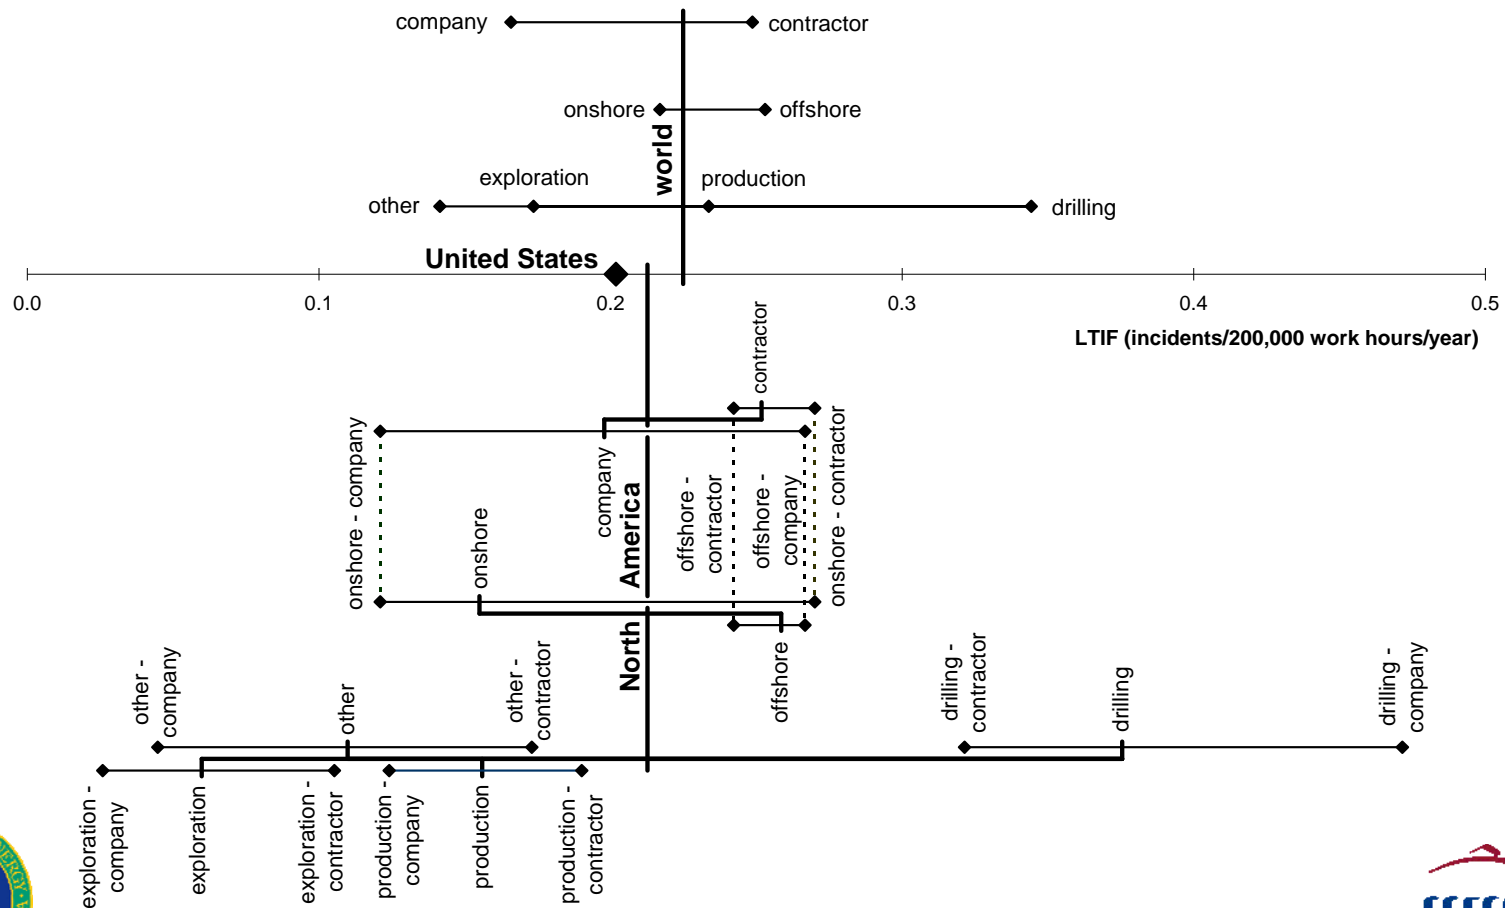 company
contractor
onshore
offshore
world
exploration
production
other
drilling
United States
0.0
0.1
0.2
0.3
0.4
0.5
LTIF (incidents/200,000 work hours/year)
contractor
onshore - company
company
North America
offshore -
contractor
offshore -
company
onshore - contractor
onshore
offshore
other -
company
other
other -
contractor
drilling -
contractor
drilling
drilling -
company
exploration -
company
exploration
exploration -
contractor
production -
company
production
production -
contractor